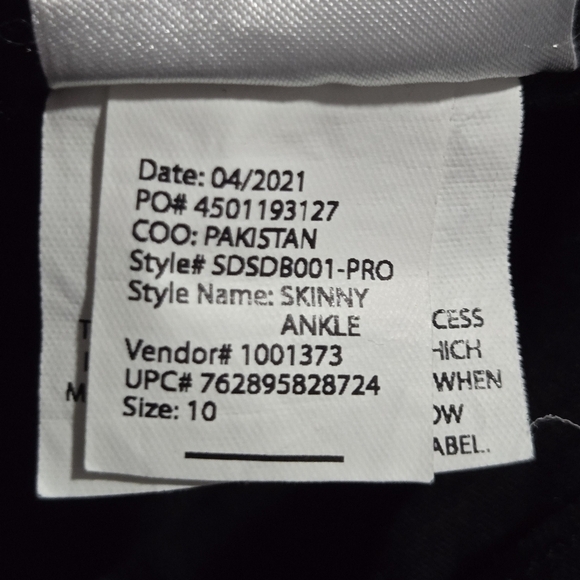 Date: 04/2021
PO# 4501193127
COO: PAKISTAN
Style# SDSDB001-PRO
Style Name: SKINNY
ANKLE
Vendor# 1001373
UPC# 762895828724
Size: 10
CESS
HICH
WHEN
OW
ABEL.